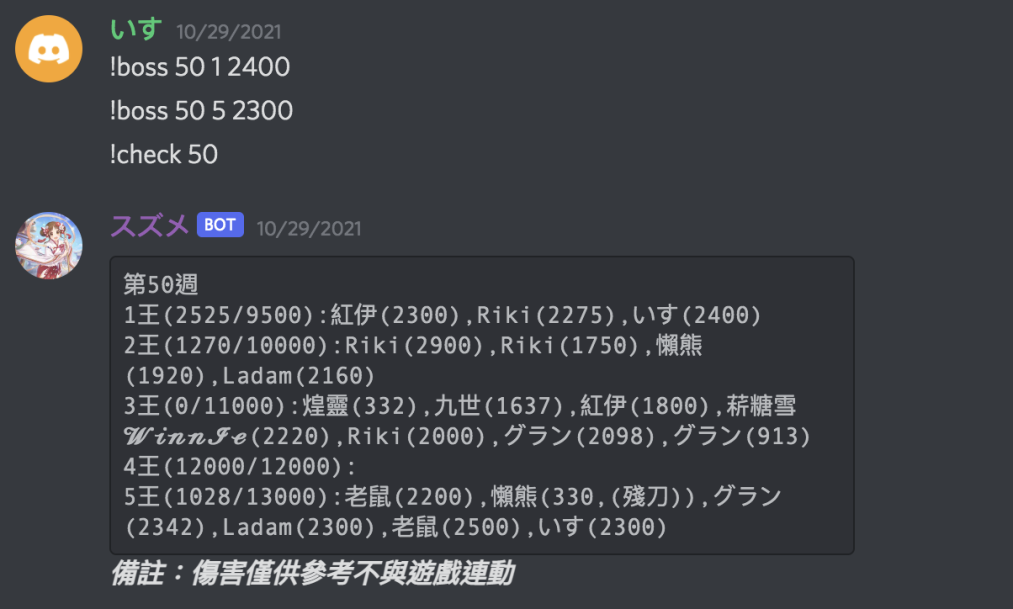 いす 10/29/2021
!boss 50 1 2400
!boss 50 5 2300
!check 50
スズメ BOT 10/29/2021
第50週
1王(2525/9500):紅伊(2300),Riki(2275),いす(2400)
2王(1270/10000):Riki(2900),Riki(1750),懶熊
(1920),Ladam(2160)
3王(0/11000):煌靈(332),九世(1637),紅伊(1800),菥糖雪
𝓦𝓲𝓷𝓷𝓘𝓮(2220),Riki(2000),グラン(2098),グラン(913)
4王(12000/12000):
5王(1028/13000):老鼠(2200),懶熊(330,(殘刀)),グラン
(2342),Ladam(2300),老鼠(2500),いす(2300)
備註：傷害僅供參考不與遊戲連動